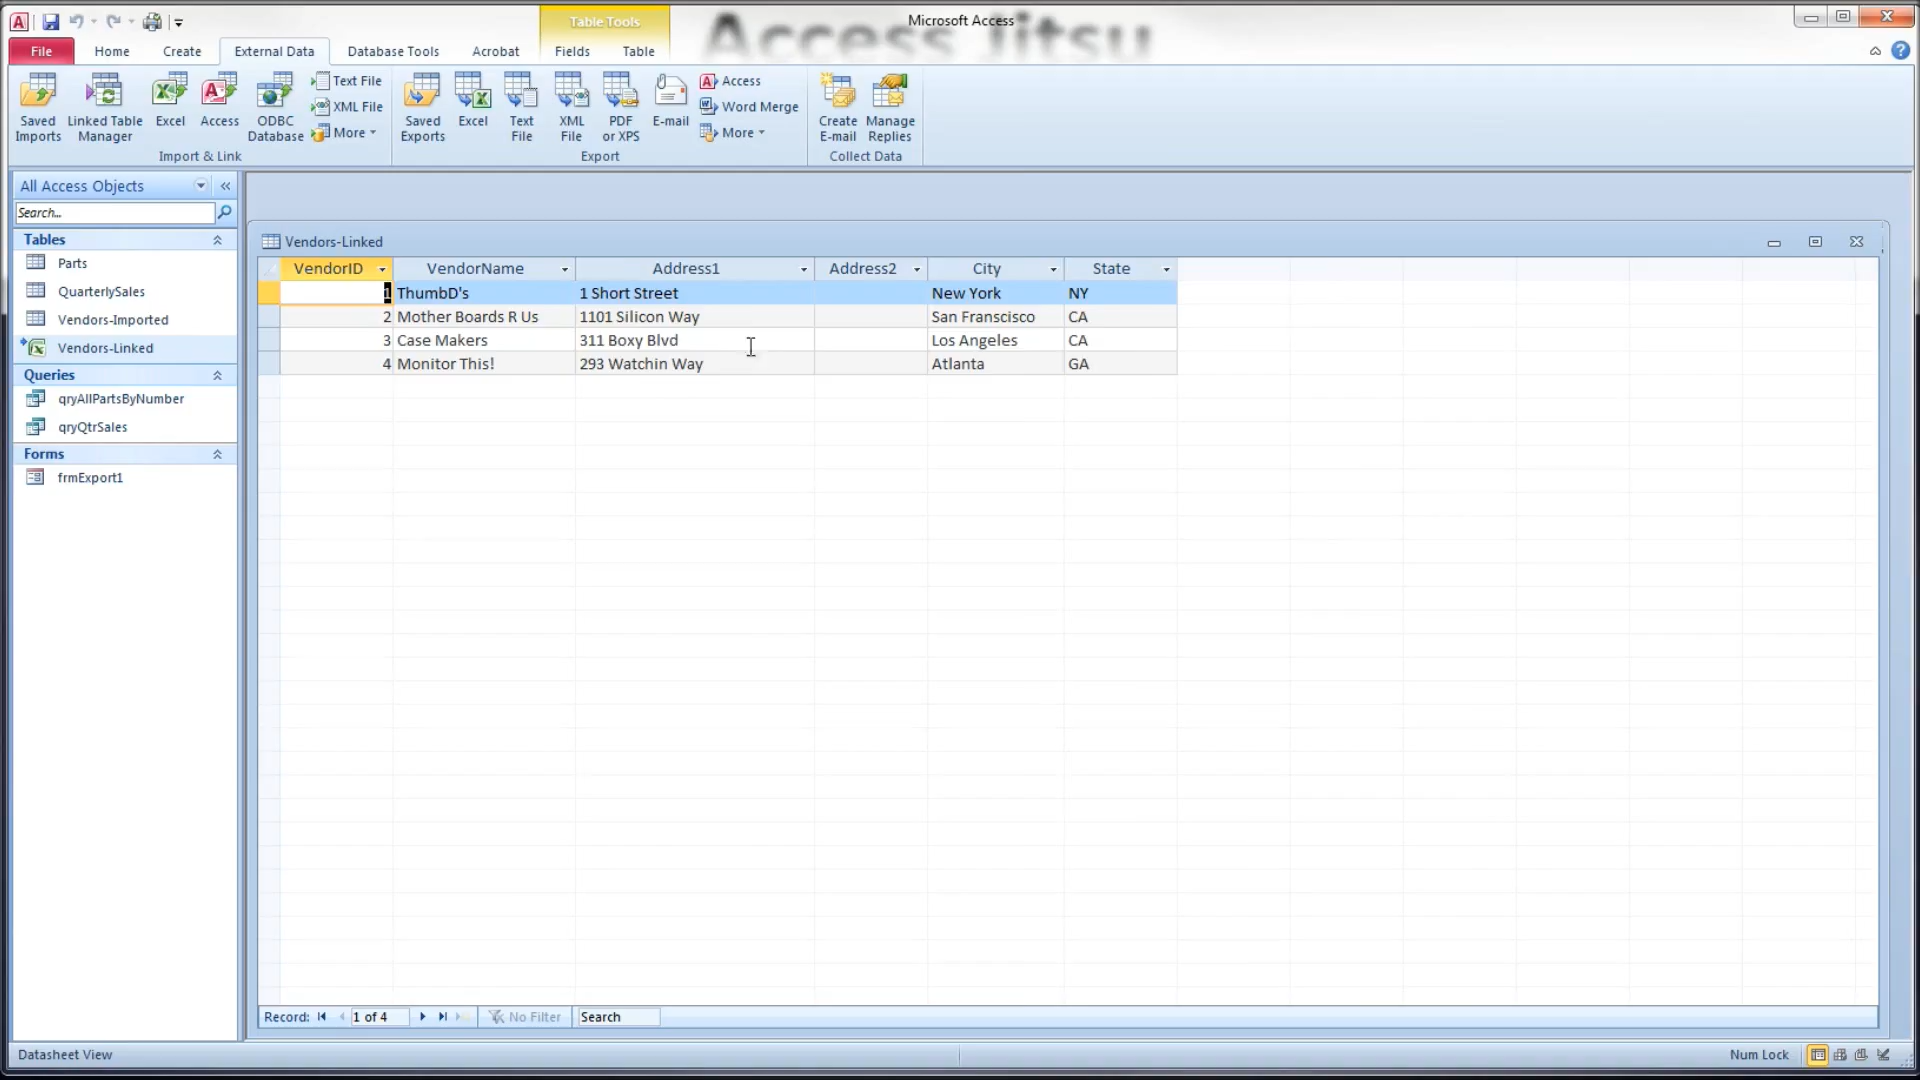 Table Tools
Access Jitsu
Microsoft Access
File
Home
Create
External Data
Database Tools
Acrobat
Fields
Table
Saved Imports
Linked Table Manager
Excel
Access
ODBC Database
Text File
XML File
More
Import & Link
Saved Exports
Excel
Text File
XML File
PDF or XPS
E-mail
Access
Word Merge
More
Export
Create E-mail
Manage Replies
Collect Data
All Access Objects
Search...
Tables
Parts
QuarterlySales
Vendors-Imported
Vendors-Linked
Queries
qryAllPartsByNumber
qryQtrSales
Forms
frmExport1
Vendors-Linked
VendorID VendorName Address1 Address2 City State
1 ThumbD's 1 Short Street New York NY
2 Mother Boards R Us 1101 Silicon Way San Franscisco CA
3 Case Makers 311 Boxy Blvd Los Angeles CA
4 Monitor This! 293 Watchin Way Atlanta GA
Record: 1 of 4 No Filter Search
Datasheet View
Num Lock